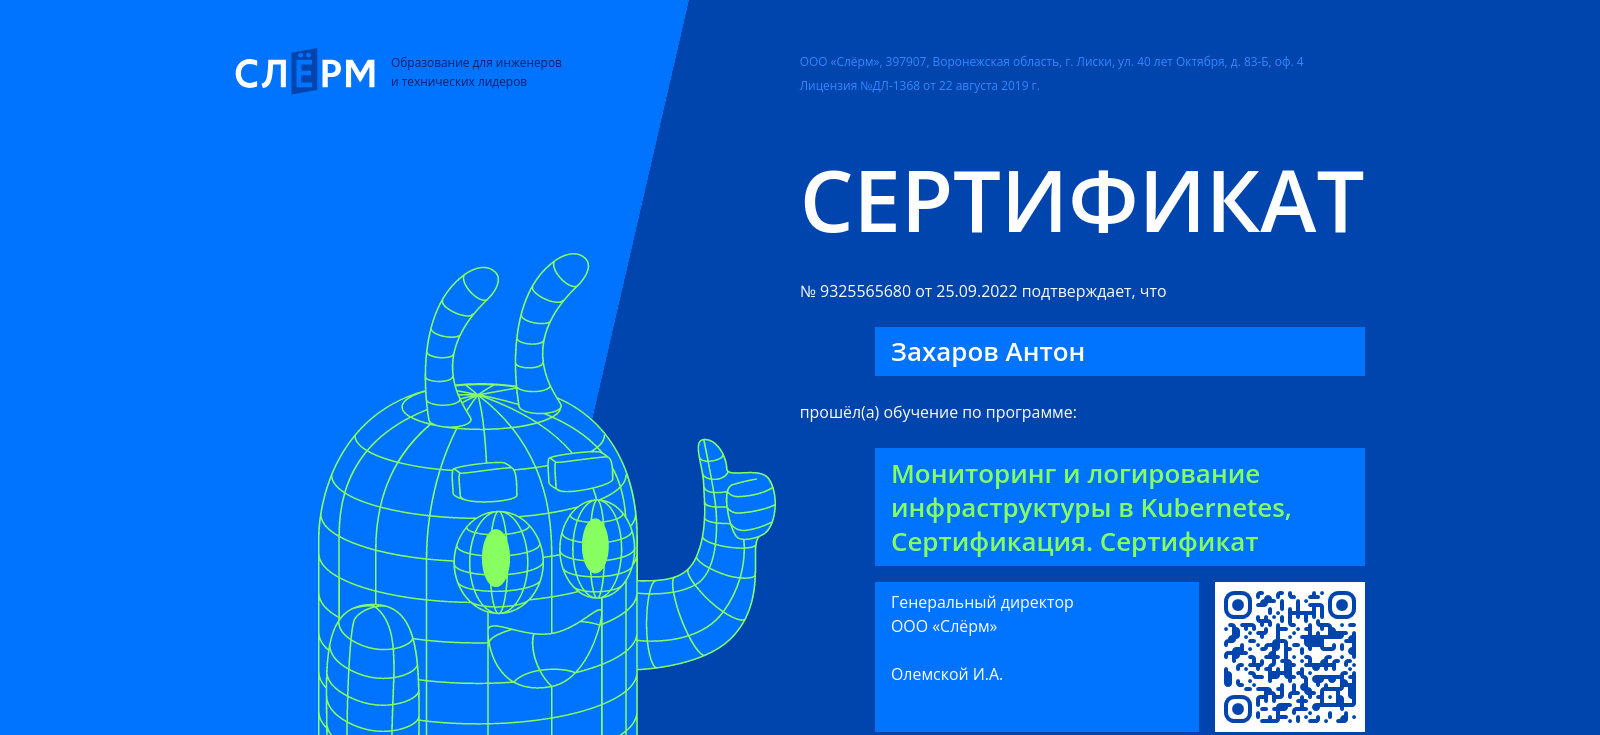 СЛЁРМ
Образование для инженеров
и технических лидеров
ООО «Слёрм», 397907, Воронежская область, г. Лиски, ул. 40 лет Октября, д. 83-Б, оф. 4
Лицензия №ДЛ-1368 от 22 августа 2019 г.
СЕРТИФИКАТ
№ 9325565680 от 25.09.2022 подтверждает, что
Захаров Антон
прошёл(а) обучение по программе:
Мониторинг и логирование
инфраструктуры в Kubernetes,
Сертификация. Сертификат
Генеральный директор
ООО «Слёрм»
Олемской И.А.